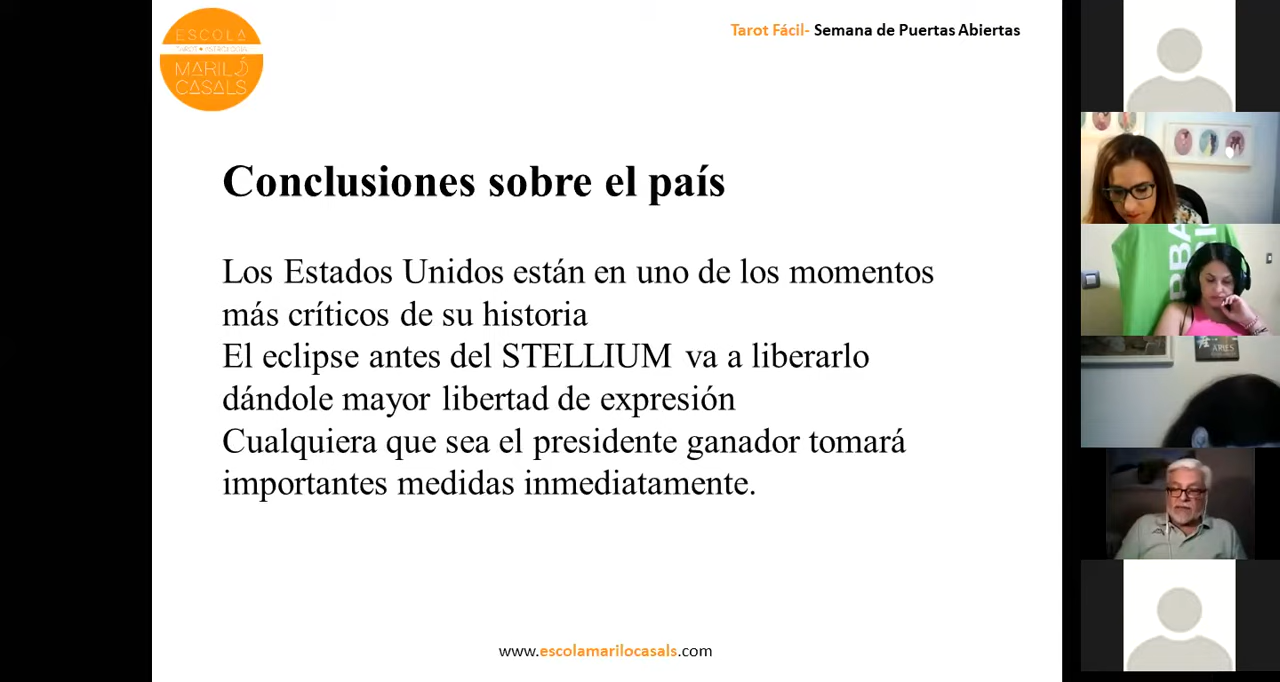 ESCOLA
MARILÓ
CASALS
Tarot Fácil- Semana de Puertas Abiertas
Conclusiones sobre el país
Los Estados Unidos están en uno de los momentos
más críticos de su historia
El eclipse antes del STELLIUM va a liberarlo
dándole mayor libertad de expresión
Cualquiera que sea el presidente ganador tomará
importantes medidas inmediatamente.
www.escolamarilocasals.com
ARIES